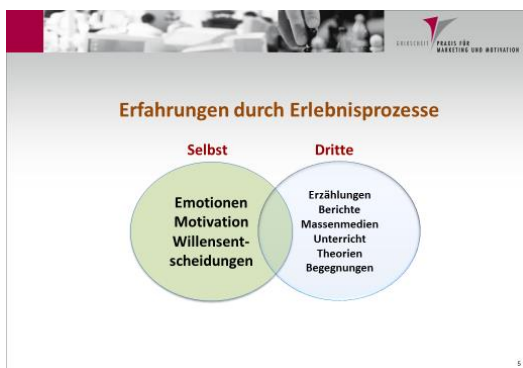 PRAXIS FÜR
MARKETING UND MOTIVATION
Erfahrungen durch Erlebnisprozesse
Selbst
Dritte
Emotionen
Motivation
Willensent-
scheidungen
Erzählungen
Berichte
Massenmedien
Unterricht
Theorien
Begegnungen
5